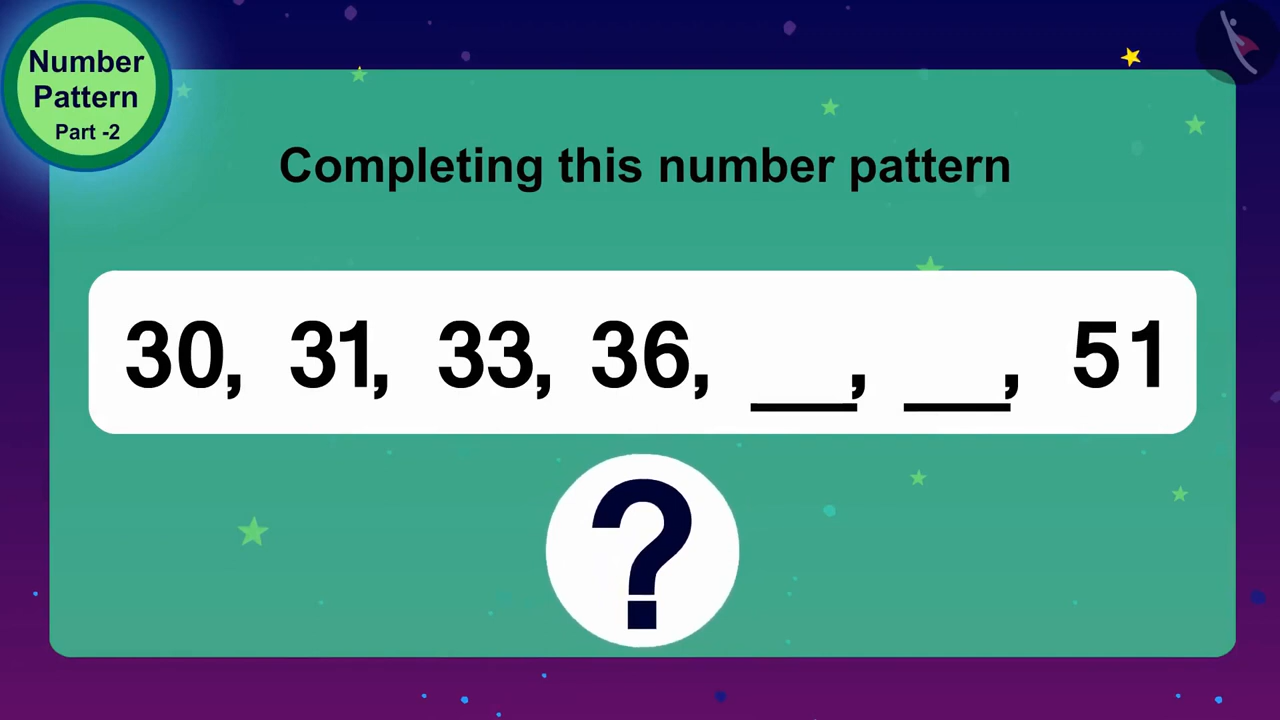 Number
Pattern
Part -2
Completing this number pattern
30, 31, 33, 36, __, __, 51
?